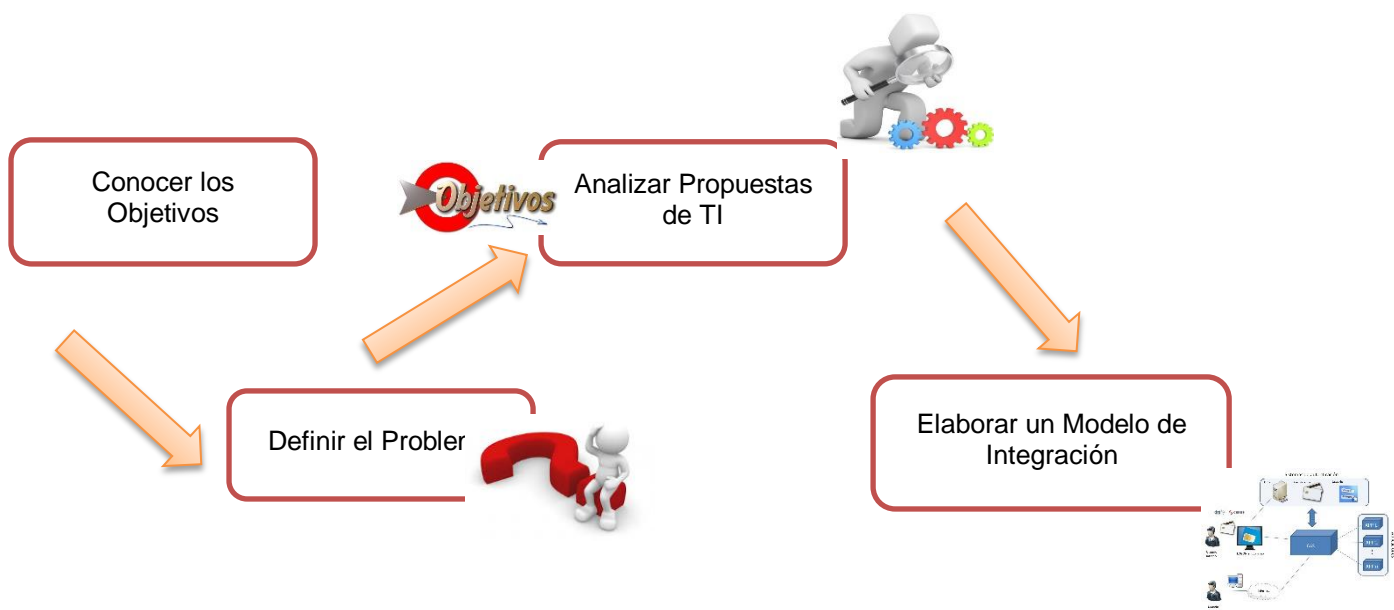 Conocer los
Objetivos
Definir el Probler
Objetivos
Analizar Propuestas
de TI
Elaborar un Modelo de
Integración